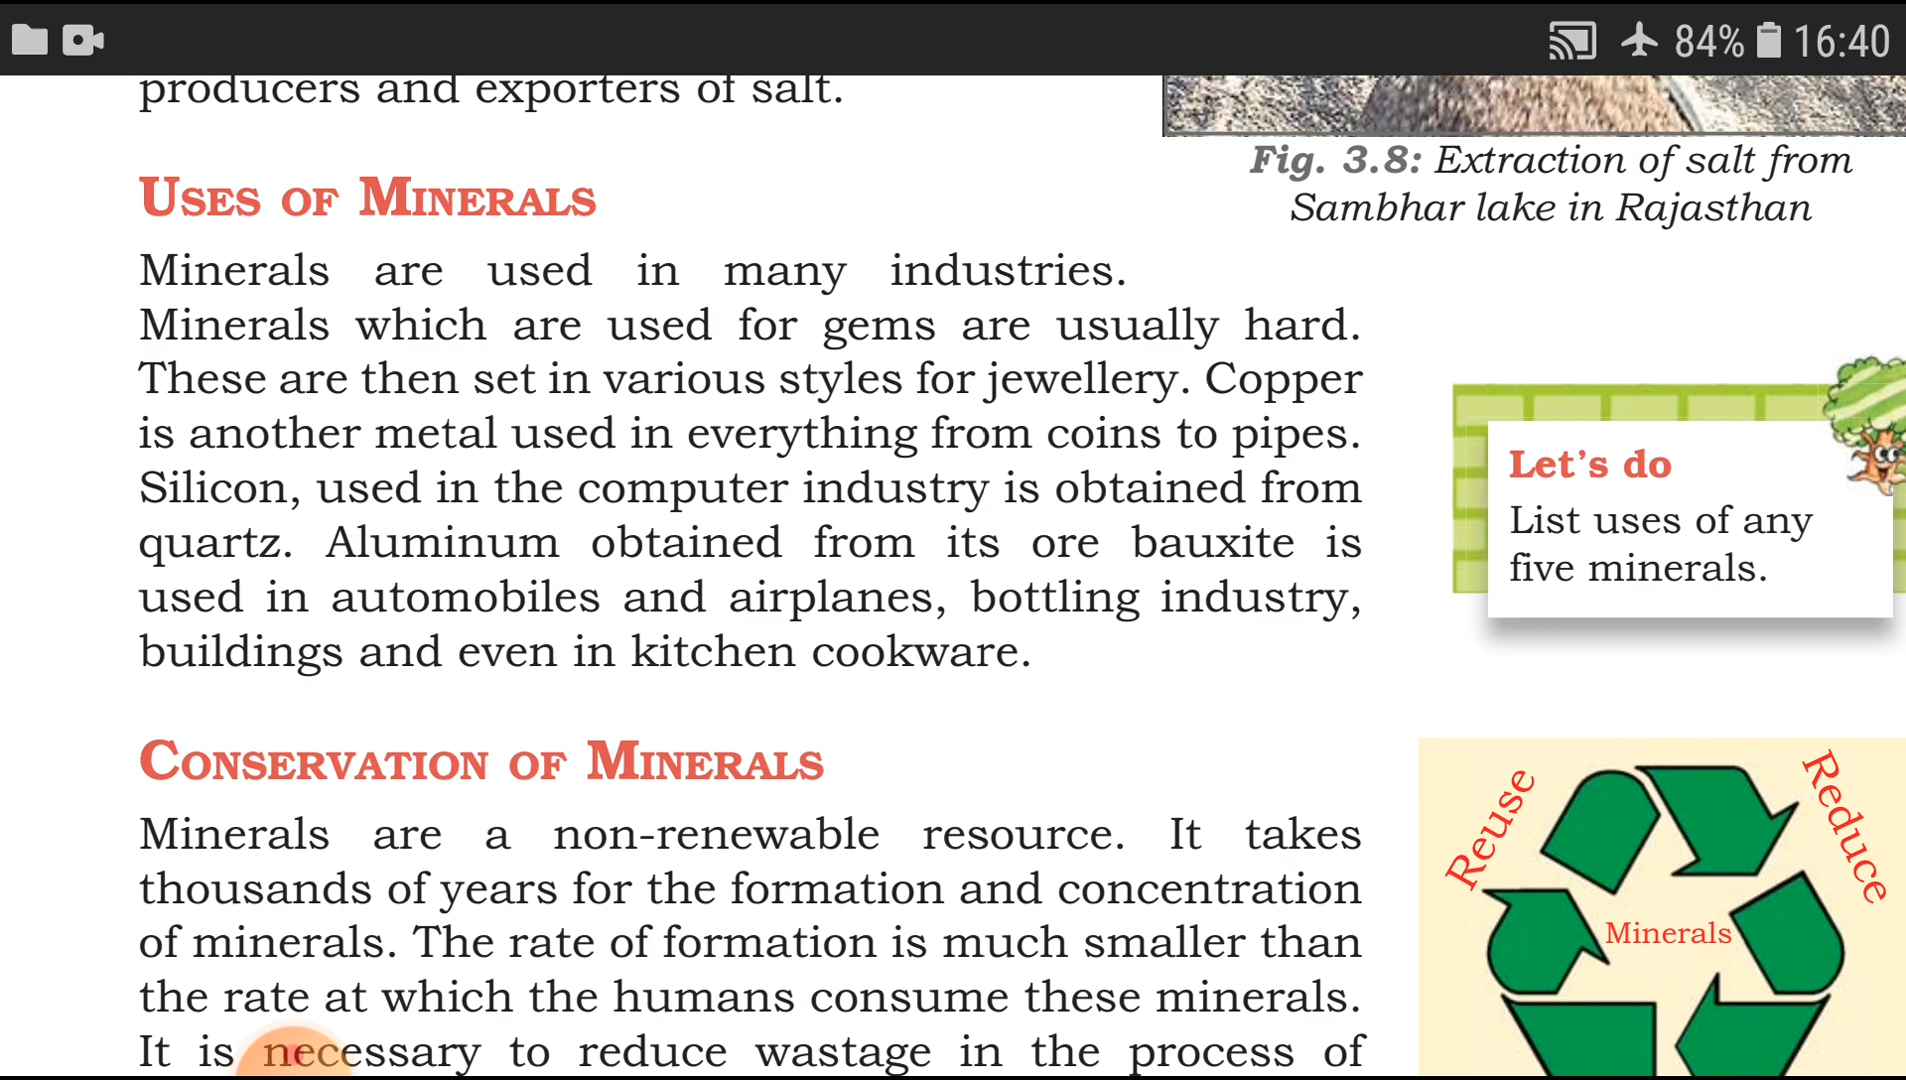 84% 16:40
producers and exporters of salt.
Fig. 3.8: Extraction of salt from
Sambhar lake in Rajasthan
USES OF MINERALS
Minerals are used in many industries.
Minerals which are used for gems are usually hard.
These are then set in various styles for jewellery. Copper
is another metal used in everything from coins to pipes.
Silicon, used in the computer industry is obtained from
quartz. Aluminum obtained from its ore bauxite is
used in automobiles and airplanes, bottling industry,
buildings and even in kitchen cookware.
Let's do
List uses of any
five minerals.
CONSERVATION OF MINERALS
Minerals are a non-renewable resource. It takes
thousands of years for the formation and concentration
of minerals. The rate of formation is much smaller than
the rate at which the humans consume these minerals.
It is necessary to reduce wastage in the process of
Reuse
Reduce
Minerals